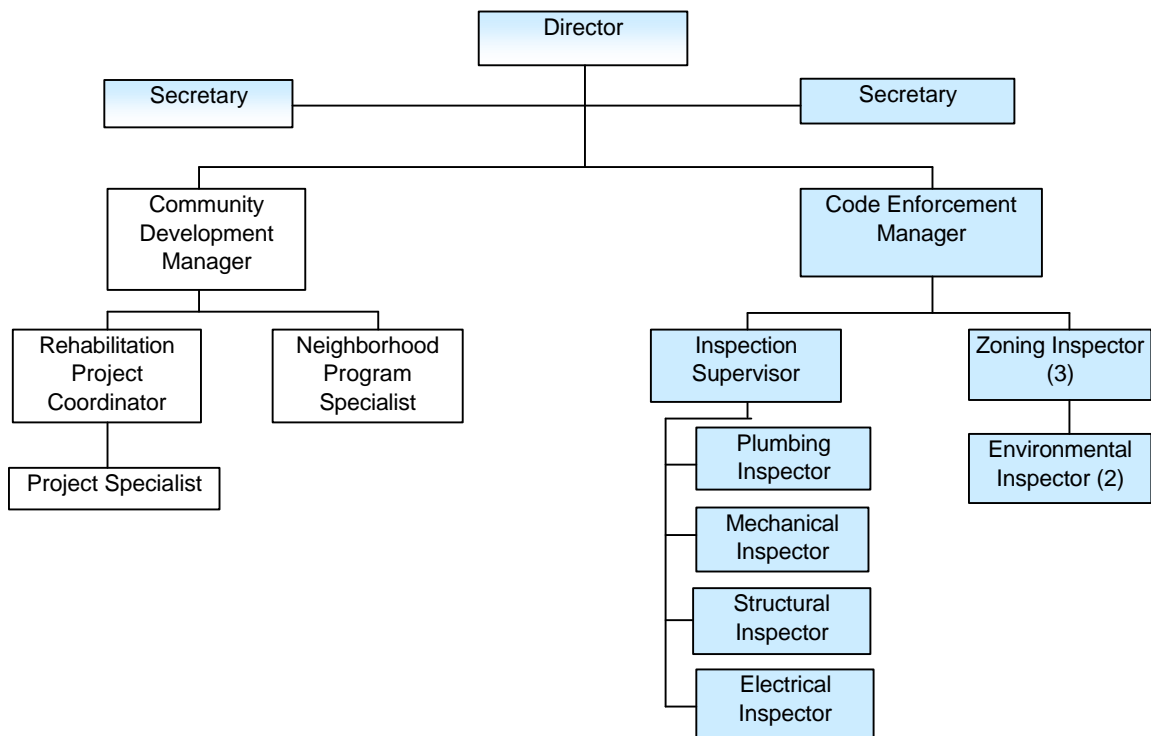 Director
Secretary
Secretary
Community
Development
Manager
Code Enforcement
Manager
Rehabilitation
Project
Coordinator
Neighborhood
Program
Specialist
Inspection
Supervisor
Zoning Inspector
(3)
Project Specialist
Plumbing
Inspector
Environmental
Inspector (2)
Mechanical
Inspector
Structural
Inspector
Electrical
Inspector